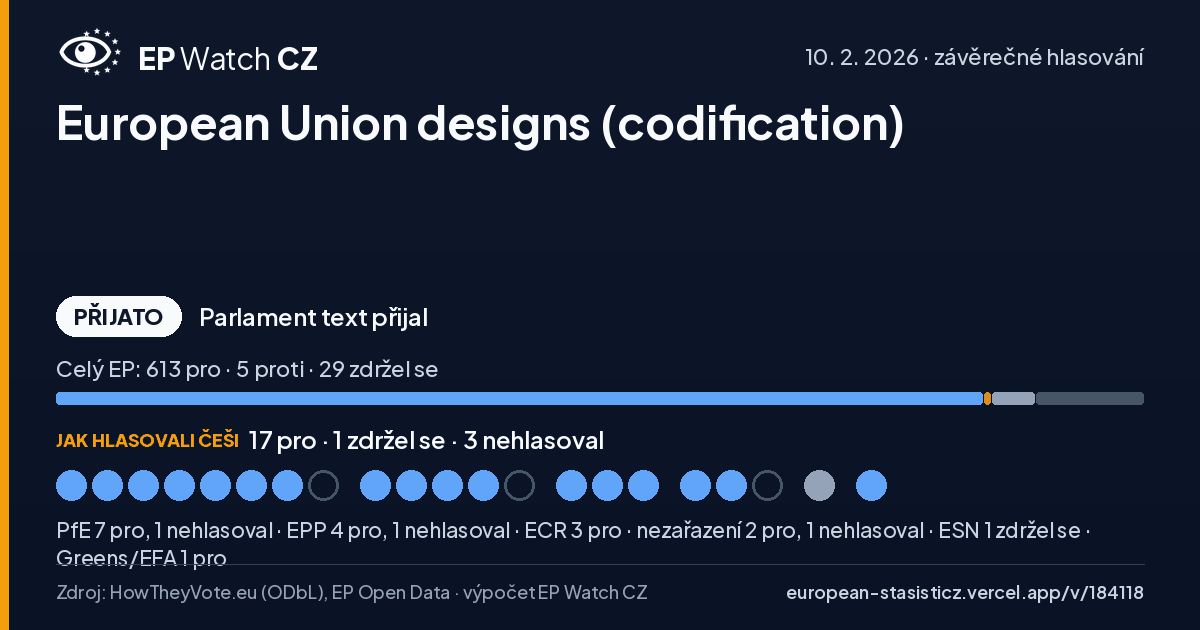 EP Watch CZ
10. 2. 2026 · závěrečné hlasování
European Union designs (codification)
PŘIJATO Parlament text přijal
Celý EP: 613 pro · 5 proti · 29 zdržel se
JAK HLASOVALI ČEŠI 17 pro · 1 zdržel se · 3 nehlasoval
PfE 7 pro, 1 nehlasoval · EPP 4 pro, 1 nehlasoval · ECR 3 pro · nezařazení 2 pro, 1 nehlasoval · ESN 1 zdržel se ·
Greens/EFA 1 pro
Zdroj: HowTheyVote.eu (ODbL), EP Open Data · výpočet EP Watch CZ
european-stasisticz.vercel.app/v/184118